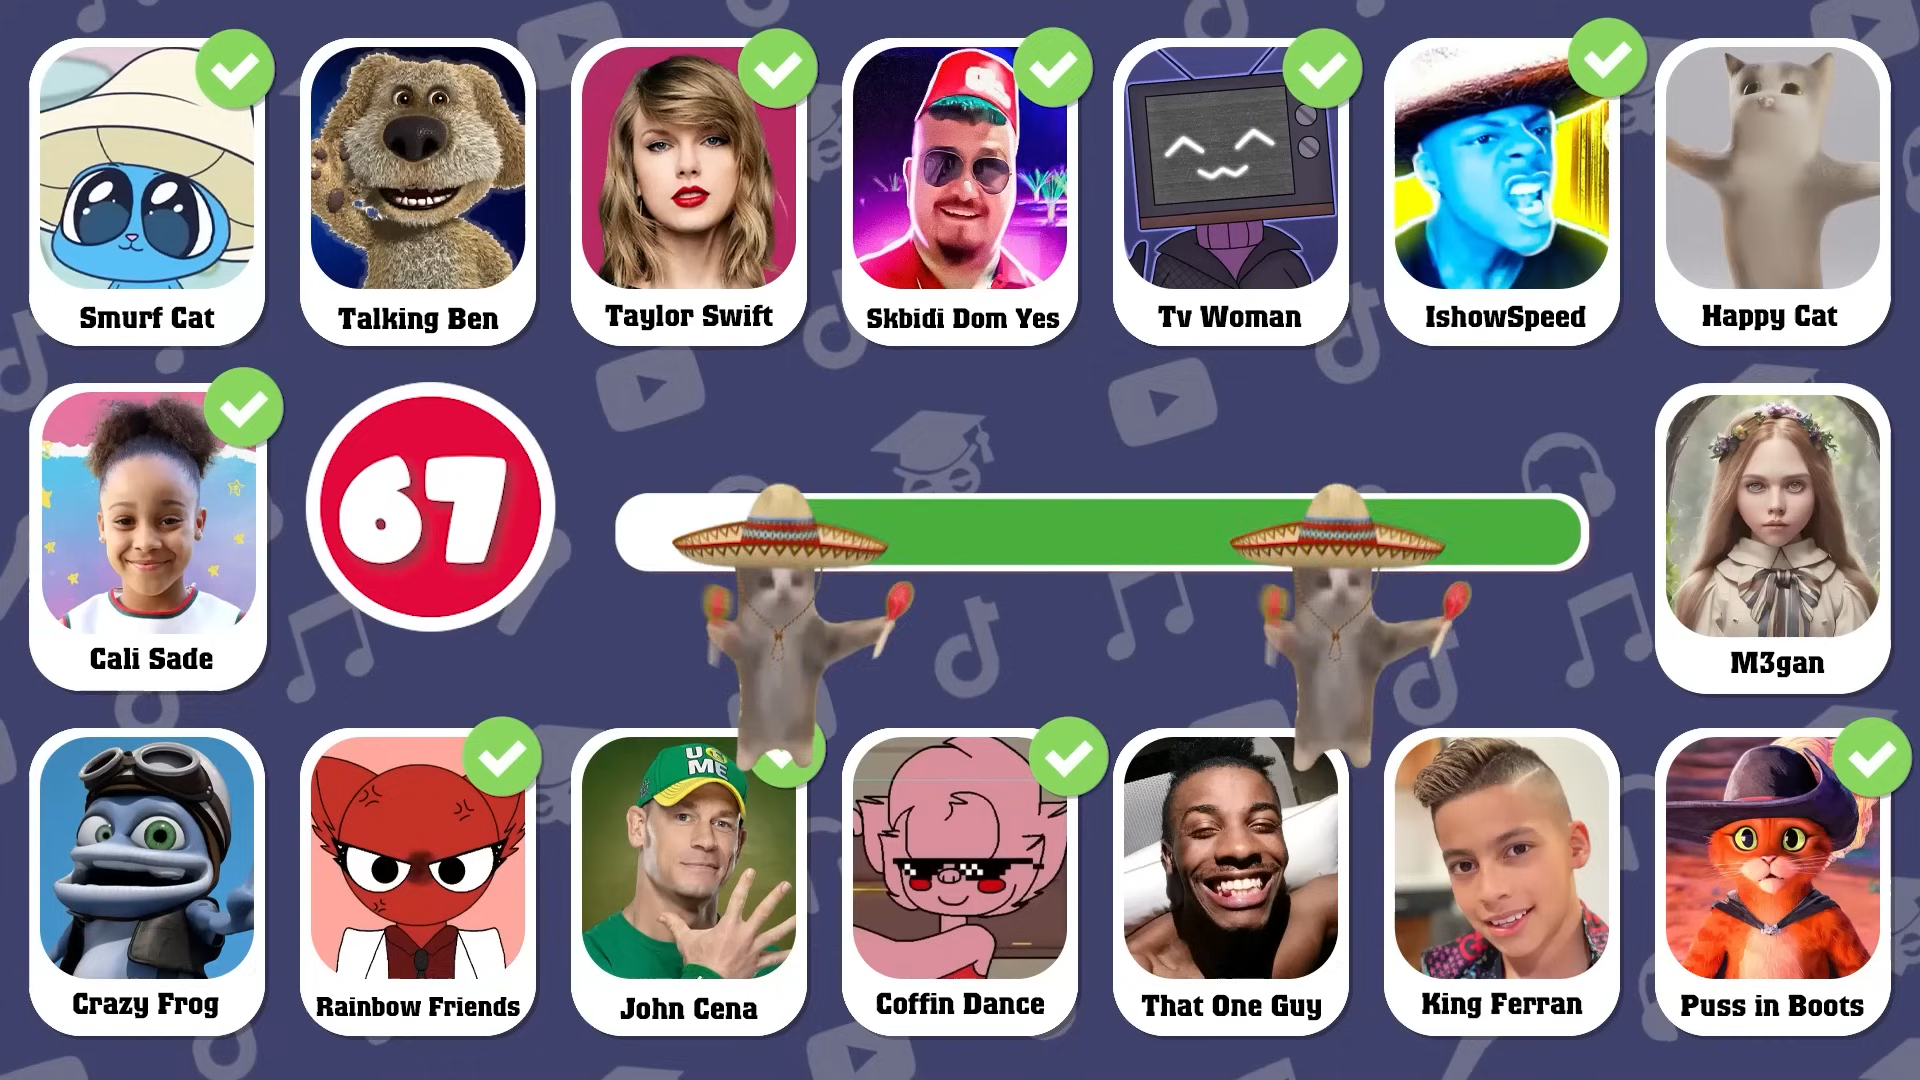 Smurf Cat
Talking Ben
Taylor Swift
Skbidi Dom Yes
Tv Woman
IshowSpeed
Happy Cat
Cali Sade
67
M3gan
U C ME
Crazy Frog
Rainbow Friends
John Cena
Coffin Dance
That One Guy
King Ferran
Puss in Boots